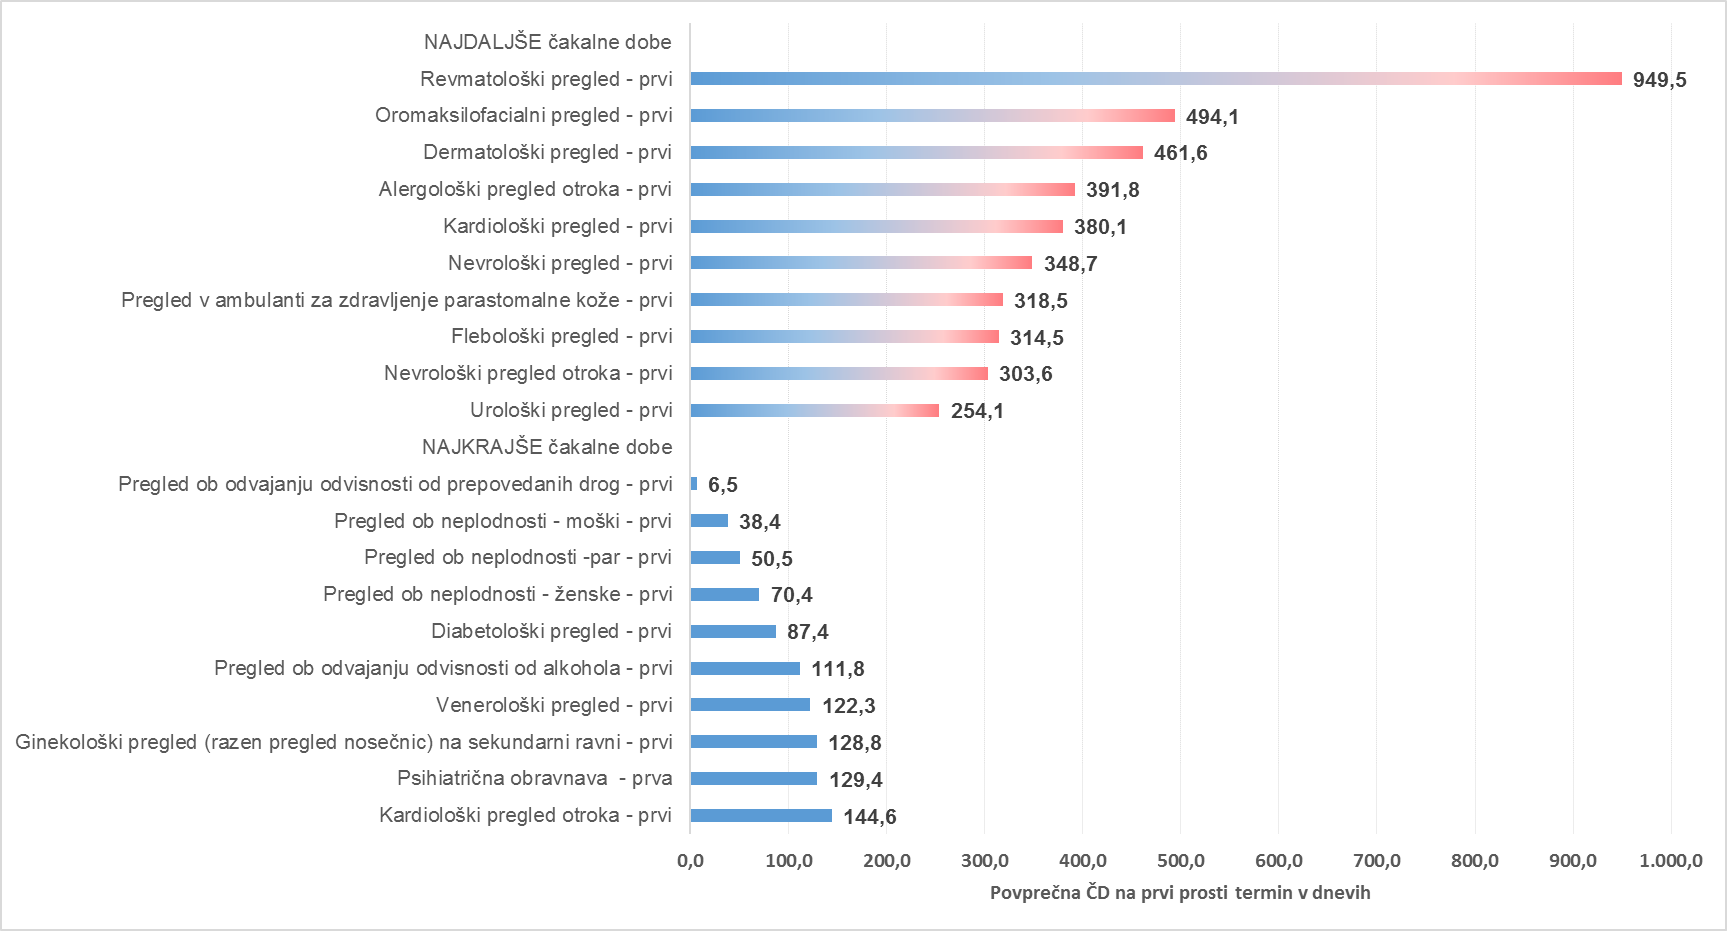 NAJDALJŠE čakalne dobe
Revmatološki pregled - prvi 949,5
Oromaksilofacialni pregled - prvi 494,1
Dermatološki pregled - prvi 461,6
Alergološki pregled otroka - prvi 391,8
Kardiološki pregled - prvi 380,1
Nevrološki pregled - prvi 348,7
Pregled v ambulanti za zdravljenje parastomalne kože - prvi 318,5
Flebološki pregled - prvi 314,5
Nevrološki pregled otroka - prvi 303,6
Urološki pregled - prvi 254,1
NAJKRAJŠE čakalne dobe
Pregled ob odvajanju odvisnosti od prepovedanih drog - prvi 6,5
Pregled ob neplodnosti - moški - prvi 38,4
Pregled ob neplodnosti -par - prvi 50,5
Pregled ob neplodnosti - ženske - prvi 70,4
Diabetološki pregled - prvi 87,4
Pregled ob odvajanju odvisnosti od alkohola - prvi 111,8
Venerološki pregled - prvi 122,3
Ginekološki pregled (razen pregled nosečnic) na sekundarni ravni - prvi 128,8
Psihiatrična obravnava  - prva 129,4
Kardiološki pregled otroka - prvi 144,6
0,0 100,0 200,0 300,0 400,0 500,0 600,0 700,0 800,0 900,0 1.000,0
Povprečna ČD na prvi prosti termin v dnevih